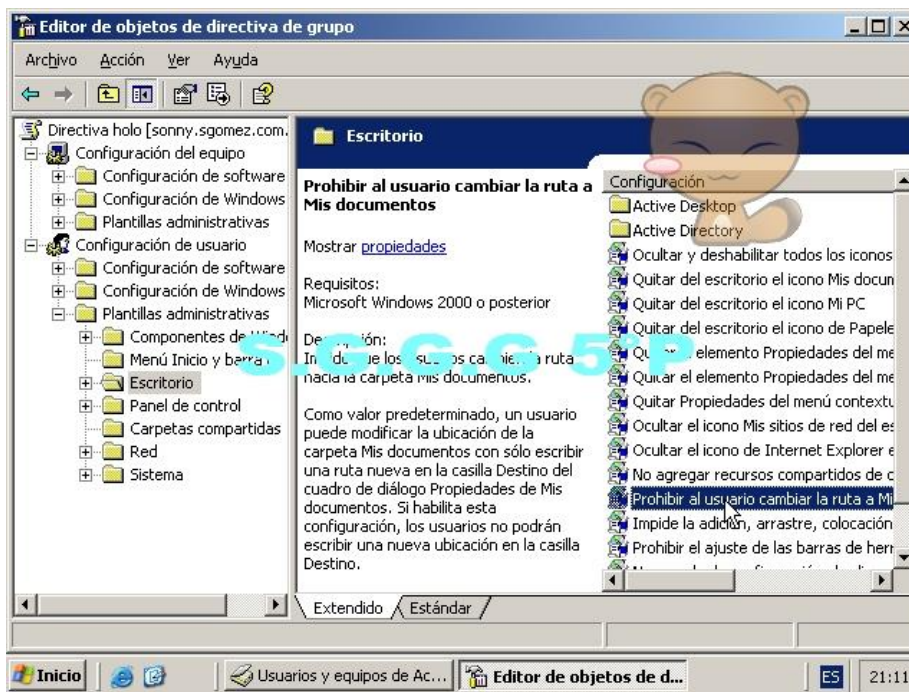 Editor de objetos de directiva de grupo
Archivo Acción Ver Ayuda
Directiva holo [sonny.sgomez.com.
Configuración del equipo
Configuración de software
Configuración de Windows
Plantillas administrativas
Configuración de usuario
Configuración de software
Configuración de Windows
Plantillas administrativas
Componentes de
Menú Inicio y
Escritorio
Panel de control
Carpetas compartidas
Red
Sistema
Escritorio
Prohibir al usuario cambiar la ruta a
Mis documentos
Mostrar propiedades
Requisitos:
Microsoft Windows 2000 o posterior
Descripción:
los usuarios cambien la ruta
hacia la carpeta Mis documentos.
Como valor predeterminado, un usuario
puede modificar la ubicación de la
carpeta Mis documentos con sólo escribir
una ruta nueva en la casilla Destino del
cuadro de diálogo Propiedades de Mis
documentos. Si habilita esta
configuración, los usuarios no podrán
escribir una nueva ubicación en la casilla
Destino.
Configuración
Active Desktop
Active Directory
Ocultar y deshabilitar todos los iconos
Quitar del escritorio el icono Mis docum
Quitar del escritorio el icono Mi PC
Quitar del escritorio el icono de Papele
Quitar el elemento Propiedades del me
Quitar el elemento Propiedades del me
Quitar Propiedades del menú contextu
Ocultar el icono Mis sitios de red del es
Ocultar el icono de Internet Explorer e
No agregar recursos compartidos de c
Prohibir al usuario cambiar la ruta a Mi
Impide la adición, arrastre, colocación
Prohibir el ajuste de las barras de herr
S.G.G.G 5°P
Extendido Estándar
Inicio Usuarios y equipos de Ac... Editor de objetos de d... ES 21:11